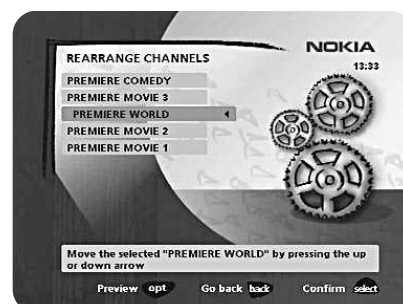 NOKIA
REARRANGE CHANNELS
13:33
PREMIERE COMEDY
PREMIERE MOVIE 3
PREMIERE WORLD
PREMIERE MOVIE 2
PREMIERE MOVIE 1
Move the selected "PREMIERE WORLD" by pressing the up
or down arrow
Preview opt Go back back Confirm select